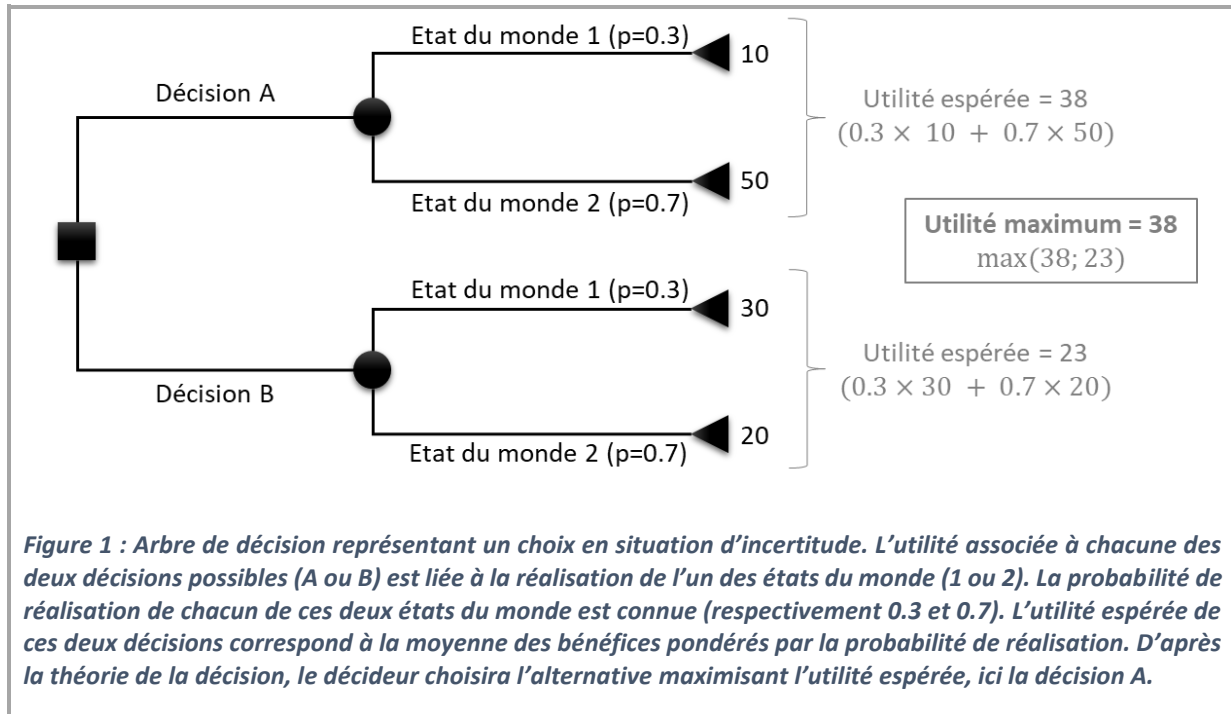 Etat du monde 1 (p=0.3)
10
Décision A
Utilité espérée = 38
(0.3 × 10 + 0.7 × 50)
50
Etat du monde 2 (p=0.7)
Utilité maximum = 38
max(38; 23)
Etat du monde 1 (p=0.3)
30
Utilité espérée = 23
(0.3 × 30 + 0.7 × 20)
Décision B
20
Etat du monde 2 (p=0.7)
Figure 1 : Arbre de décision représentant un choix en situation d’incertitude. L’utilité associée à chacune des
deux décisions possibles (A ou B) est liée à la réalisation de l’un des états du monde (1 ou 2). La probabilité de
réalisation de chacun de ces deux états du monde est connue (respectivement 0.3 et 0.7). L’utilité espérée de
ces deux décisions correspond à la moyenne des bénéfices pondérés par la probabilité de réalisation. D’après
la théorie de la décision, le décideur choisira l’alternative maximisant l’utilité espérée, ici la décision A.